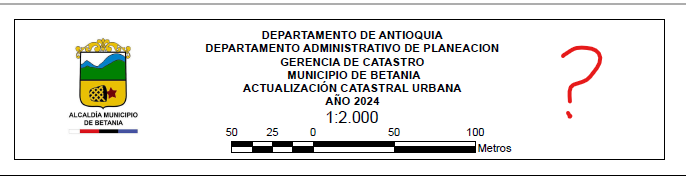 DEPARTAMENTO DE ANTIOQUIA
DEPARTAMENTO ADMINISTRATIVO DE PLANEACION
GERENCIA DE CATASTRO
MUNICIPIO DE BETANIA
ACTUALIZACIÓN CATASTRAL URBANA
AÑO 2024
1:2.000
ALCALDÍA MUNICIPIO
DE BETANIA
50 25 0 50 100
Metros
?